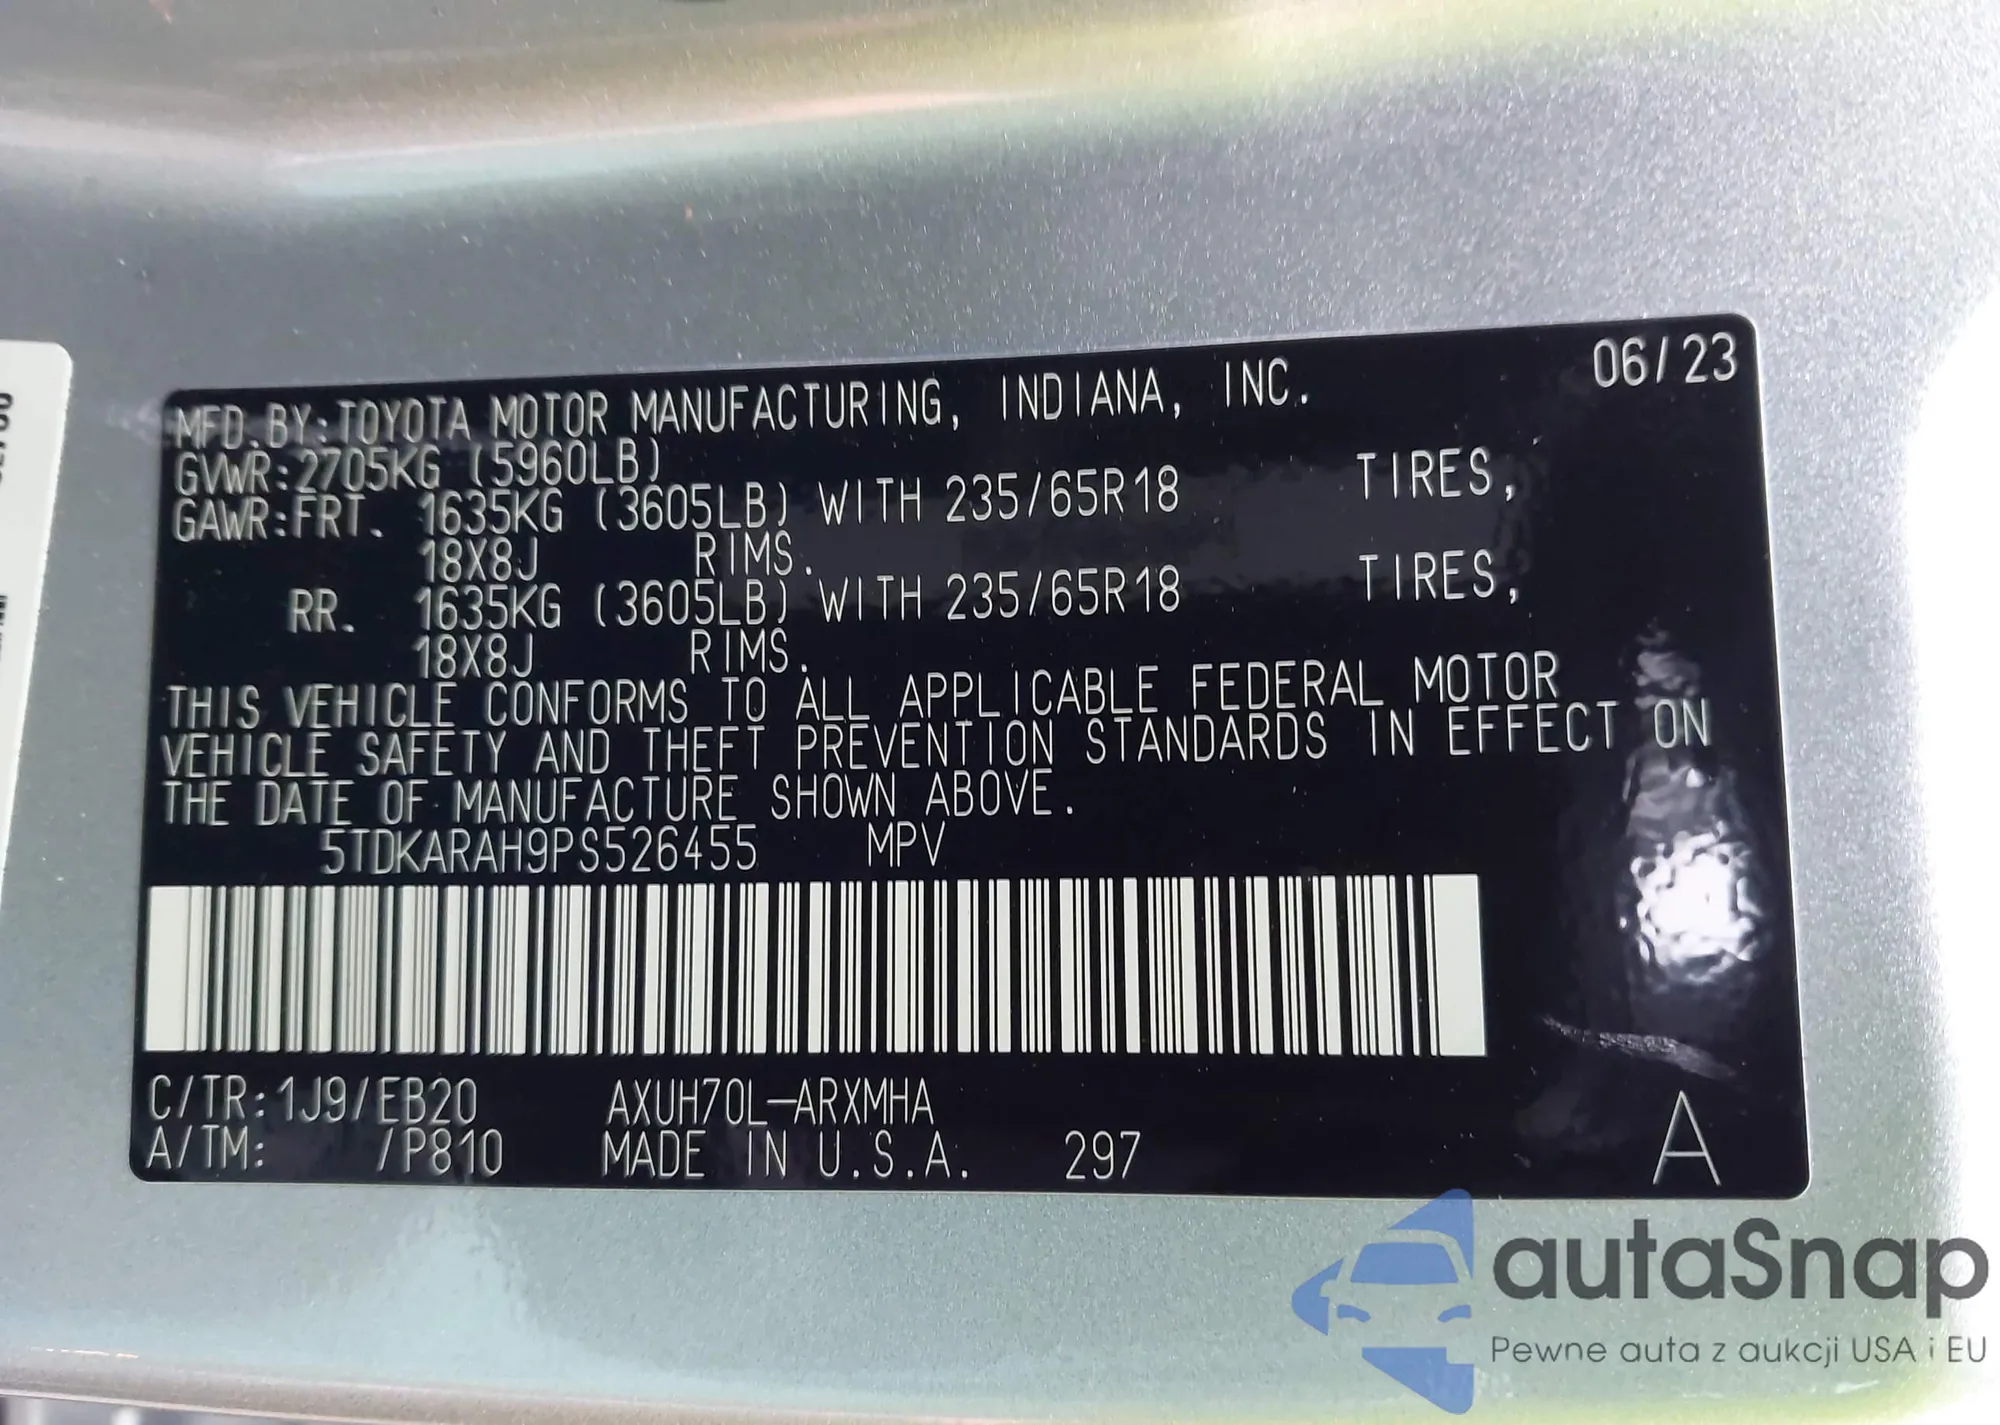 06/23
MFD.BY:TOYOTA MOTOR MANUFACTURING, INDIANA, INC.
GVWR:2705KG (5960LB)
GAWR:FRT. 1635KG (3605LB) WITH 235/65R18 TIRES,
18X8J RIMS.
RR. 1635KG (3605LB) WITH 235/65R18 TIRES,
18X8J RIMS.
THIS VEHICLE CONFORMS TO ALL APPLICABLE FEDERAL MOTOR
VEHICLE SAFETY AND THEFT PREVENTION STANDARDS IN EFFECT ON
THE DATE OF MANUFACTURE SHOWN ABOVE.
5TDKARAH9PS526455 MPV
C/TR:1J9/EB20 AXUH70L-ARXMHA
A/TM: /P810 MADE IN U.S.A. 297
A
autaSnap
Pewne auta z aukcji USA i EU